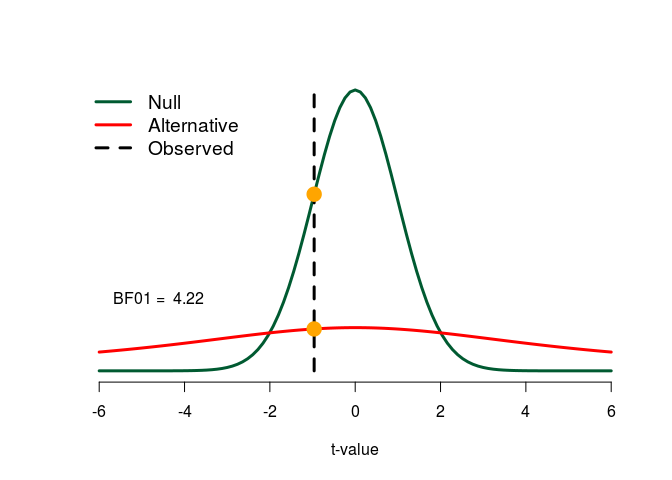 Null
Alternative
Observed
BF01 = 4.22
-6 -4 -2 0 2 4 6
t-value